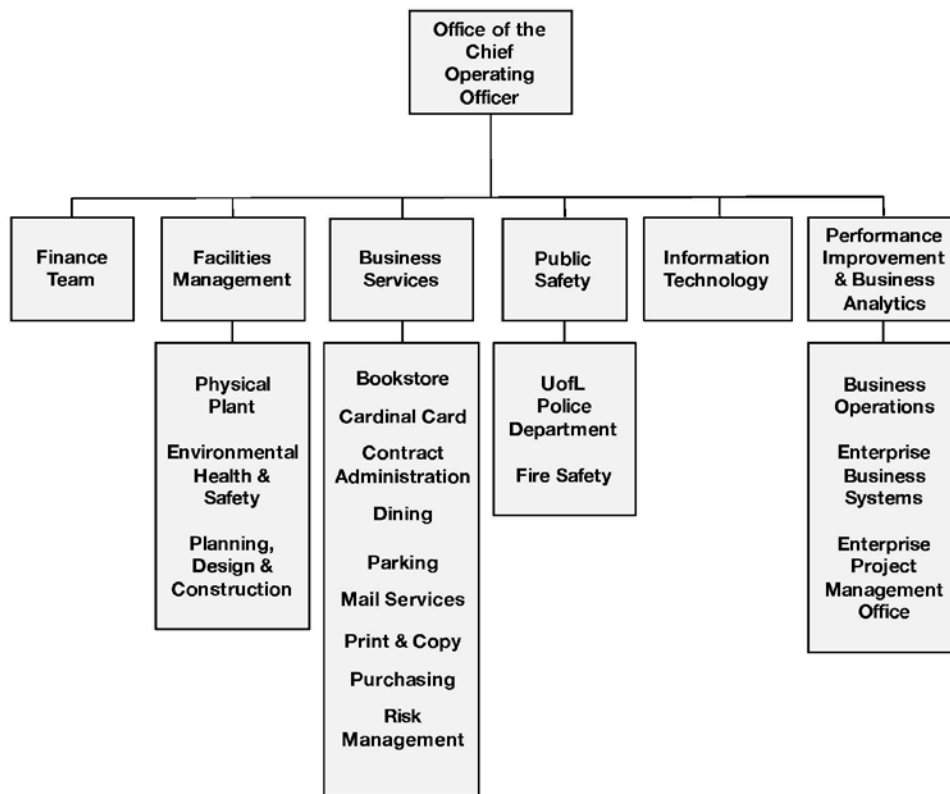 Office of the
Chief
Operating
Officer
Finance
Team
Facilities
Management
Business
Services
Public
Safety
Information
Technology
Performance
Improvement
& Business
Analytics
Physical
Plant
Environmental
Health &
Safety
Planning,
Design &
Construction
Bookstore
Cardinal Card
Contract
Administration
Dining
Parking
Mail Services
Print & Copy
Purchasing
Risk
Management
UofL
Police
Department
Fire Safety
Business
Operations
Enterprise
Business
Systems
Enterprise
Project
Management
Office